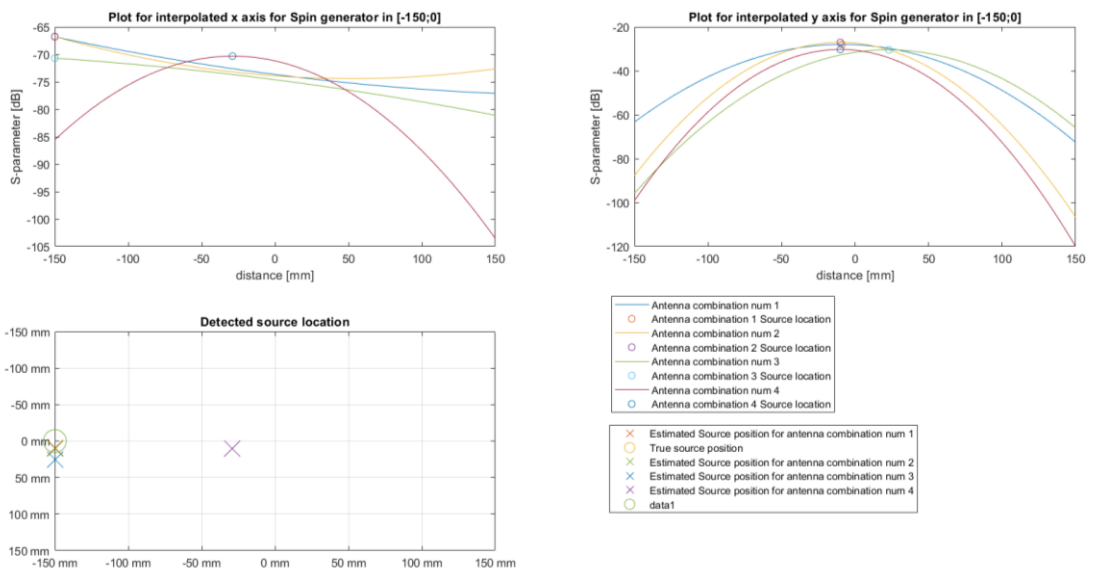 Plot for interpolated x axis for Spin generator in [-150;0]
-65
-70
-75
-80
-85
-90
-95
-100
-105
S-parameter [dB]
-150 -100 -50 0 50 100 150
distance [mm]
Plot for interpolated y axis for Spin generator in [-150;0]
-20
-40
-60
-80
-100
-120
S-parameter [dB]
-150 -100 -50 0 50 100 150
distance [mm]
Detected source location
-150 mm
-100 mm
-50 mm
0 mm
50 mm
100 mm
150 mm
-150 mm -100 mm -50 mm 0 mm 50 mm 100 mm 150 mm
Antenna combination num 1
Antenna combination 1 Source location
Antenna combination num 2
Antenna combination 2 Source location
Antenna combination num 3
Antenna combination 3 Source location
Antenna combination num 4
Antenna combination 4 Source location
Estimated Source position for antenna combination num 1
True source position
Estimated Source position for antenna combination num 2
Estimated Source position for antenna combination num 3
Estimated Source position for antenna combination num 4
data1